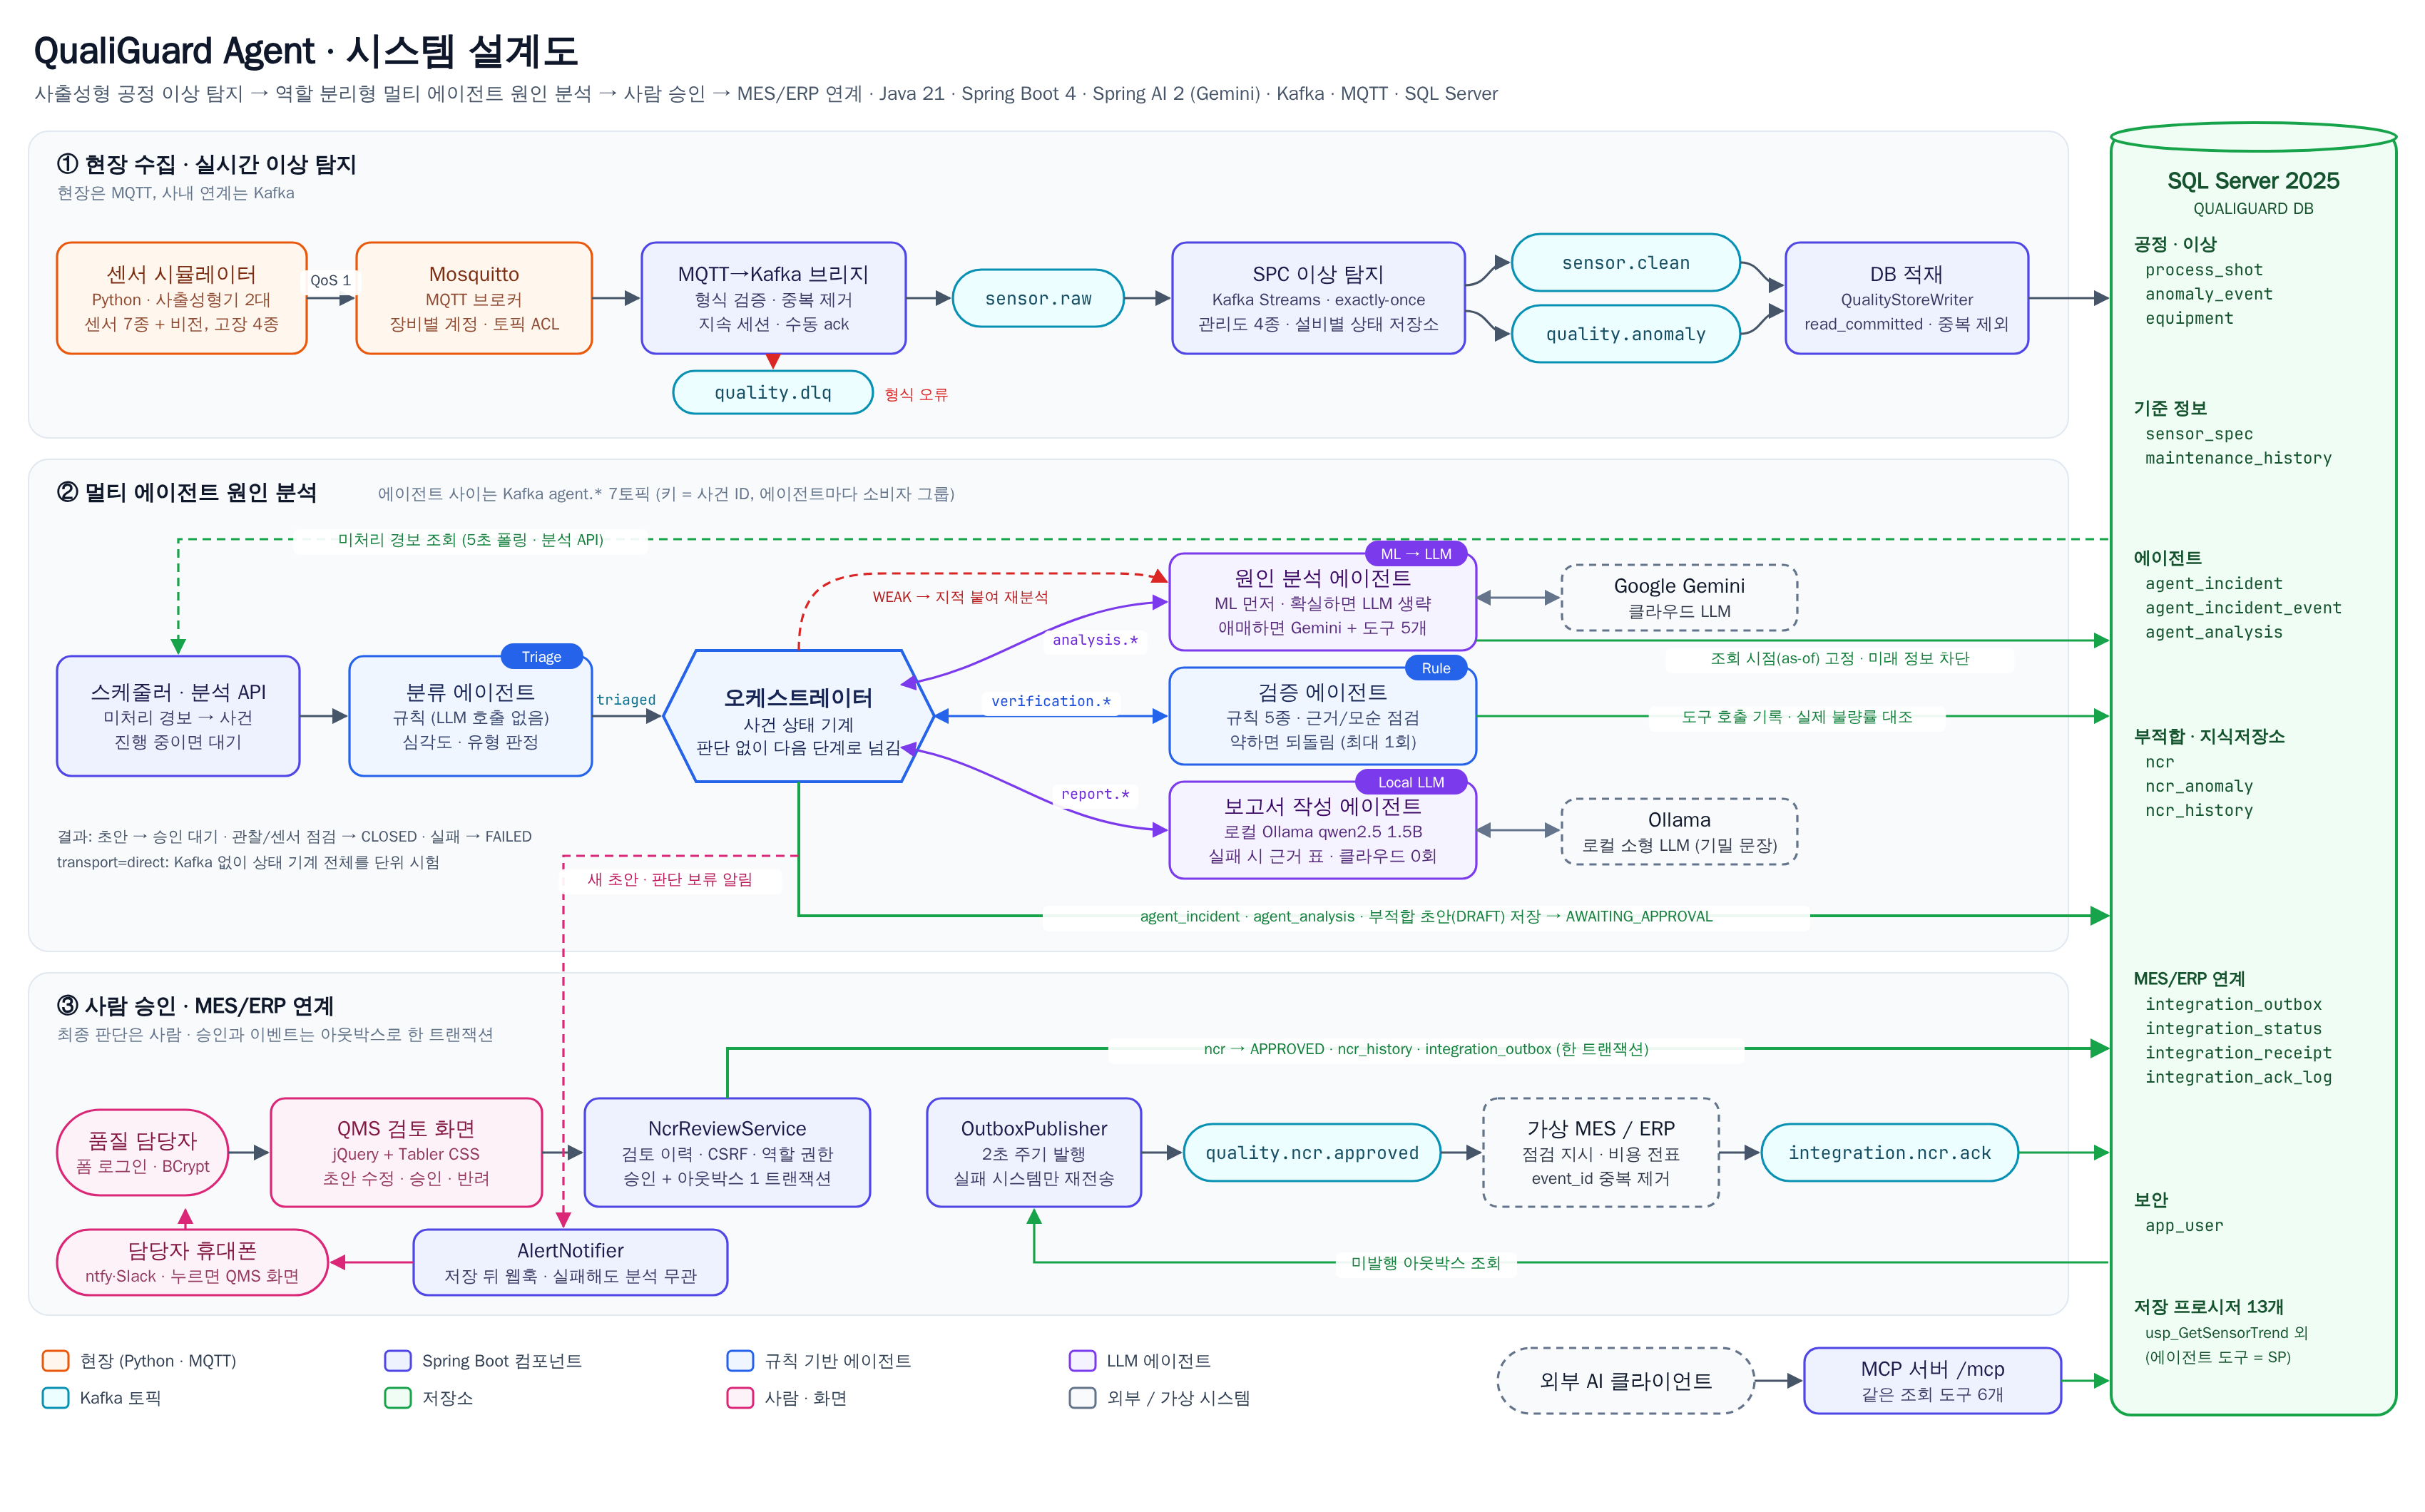 QualiGuard Agent · 시스템 설계도
사출성형 공정 이상 탐지 → 역할 분리형 멀티 에이전트 원인 분석 → 사람 승인 → MES/ERP 연계 · Java 21 · Spring Boot 4 · Spring AI 2 (Gemini) · Kafka · MQTT · SQL Server
① 현장 수집 · 실시간 이상 탐지
현장은 MQTT, 사내 연계는 Kafka
센서 시뮬레이터
Python · 사출성형기 2대
센서 7종 + 비전, 고장 4종
QoS 1
Mosquitto
MQTT 브로커
장비별 계정 · 토픽 ACL
MQTT→Kafka 브리지
형식 검증 · 중복 제거
지속 세션 · 수동 ack
quality.dlq
형식 오류
sensor.raw
SPC 이상 탐지
Kafka Streams · exactly-once
관리도 4종 · 설비별 상태 저장소
sensor.clean
quality.anomaly
DB 적재
QualityStoreWriter
read_committed · 중복 제외
② 멀티 에이전트 원인 분석
에이전트 사이는 Kafka agent.* 7토픽 (키 = 사건 ID, 에이전트마다 소비자 그룹)
미처리 경보 조회 (5초 폴링 · 분석 API)
스케줄러 · 분석 API
미처리 경보 → 사건
진행 중이면 대기
Triage
분류 에이전트
규칙 (LLM 호출 없음)
심각도 · 유형 판정
triaged
오케스트레이터
사건 상태 기계
판단 없이 다음 단계로 넘김
WEAK → 지적 붙여 재분석
analysis.*
verification.*
report.*
ML → LLM
원인 분석 에이전트
ML 먼저 · 확실하면 LLM 생략
애매하면 Gemini + 도구 5개
Google Gemini
클라우드 LLM
조회 시점(as-of) 고정 · 미래 정보 차단
Rule
검증 에이전트
규칙 5종 · 근거/모순 점검
약하면 되돌림 (최대 1회)
도구 호출 기록 · 실제 불량률 대조
Local LLM
보고서 작성 에이전트
로컬 Ollama qwen2.5 1.5B
실패 시 근거 표 · 클라우드 0회
Ollama
로컬 소형 LLM (기밀 문장)
결과: 초안 → 승인 대기 · 관찰/센서 점검 → CLOSED · 실패 → FAILED
transport=direct: Kafka 없이 상태 기계 전체를 단위 시험
새 초안 · 판단 보류 알림
agent_incident · agent_analysis · 부적합 초안(DRAFT) 저장 → AWAITING_APPROVAL
③ 사람 승인 · MES/ERP 연계
최종 판단은 사람 · 승인과 이벤트는 아웃박스로 한 트랜잭션
ncr → APPROVED · ncr_history · integration_outbox (한 트랜잭션)
품질 담당자
폼 로그인 · BCrypt
QMS 검토 화면
jQuery + Tabler CSS
초안 수정 · 승인 · 반려
NcrReviewService
검토 이력 · CSRF · 역할 권한
승인 + 아웃박스 1 트랜잭션
OutboxPublisher
2초 주기 발행
실패 시스템만 재전송
quality.ncr.approved
가상 MES / ERP
점검 지시 · 비용 전표
event_id 중복 제거
integration.ncr.ack
담당자 휴대폰
ntfy·Slack · 누르면 QMS 화면
AlertNotifier
저장 뒤 웹훅 · 실패해도 분석 무관
미발행 아웃박스 조회
SQL Server 2025
QUALIGUARD DB
공정 · 이상
process_shot
anomaly_event
equipment
기준 정보
sensor_spec
maintenance_history
에이전트
agent_incident
agent_incident_event
agent_analysis
부적합 · 지식저장소
ncr
ncr_anomaly
ncr_history
MES/ERP 연계
integration_outbox
integration_status
integration_receipt
integration_ack_log
보안
app_user
저장 프로시저 13개
usp_GetSensorTrend 외
(에이전트 도구 = SP)
현장 (Python · MQTT)
Spring Boot 컴포넌트
규칙 기반 에이전트
LLM 에이전트
Kafka 토픽
저장소
사람 · 화면
외부 / 가상 시스템
외부 AI 클라이언트
MCP 서버 /mcp
같은 조회 도구 6개